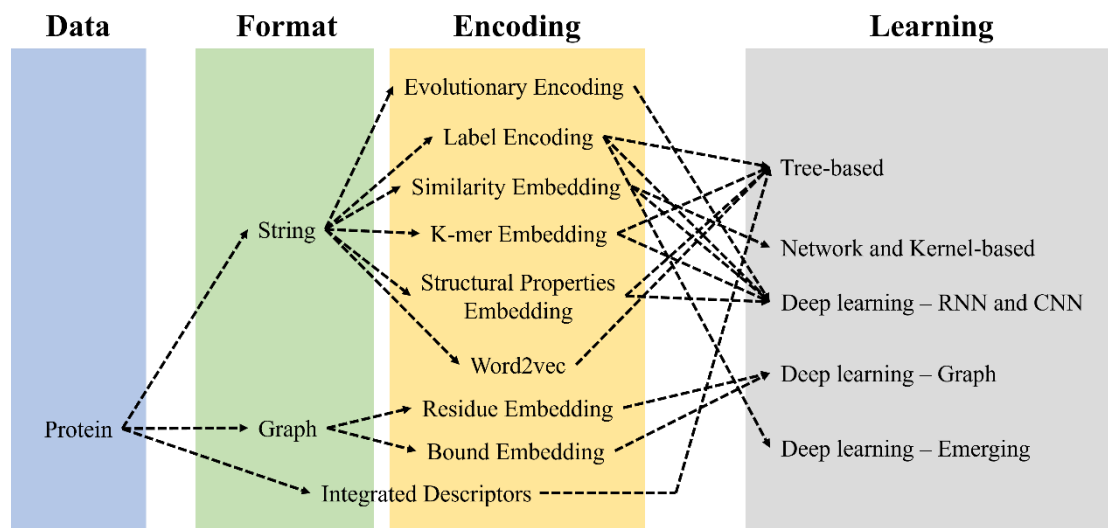 Data
Format
Encoding
Learning
Evolutionary Encoding
Label Encoding
Tree-based
Similarity Embedding
String
K-mer Embedding
Network and Kernel-based
Structural Properties
Embedding
Deep learning – RNN and CNN
Word2vec
Deep learning – Graph
Residue Embedding
Protein
Graph
Bound Embedding
Deep learning – Emerging
Integrated Descriptors